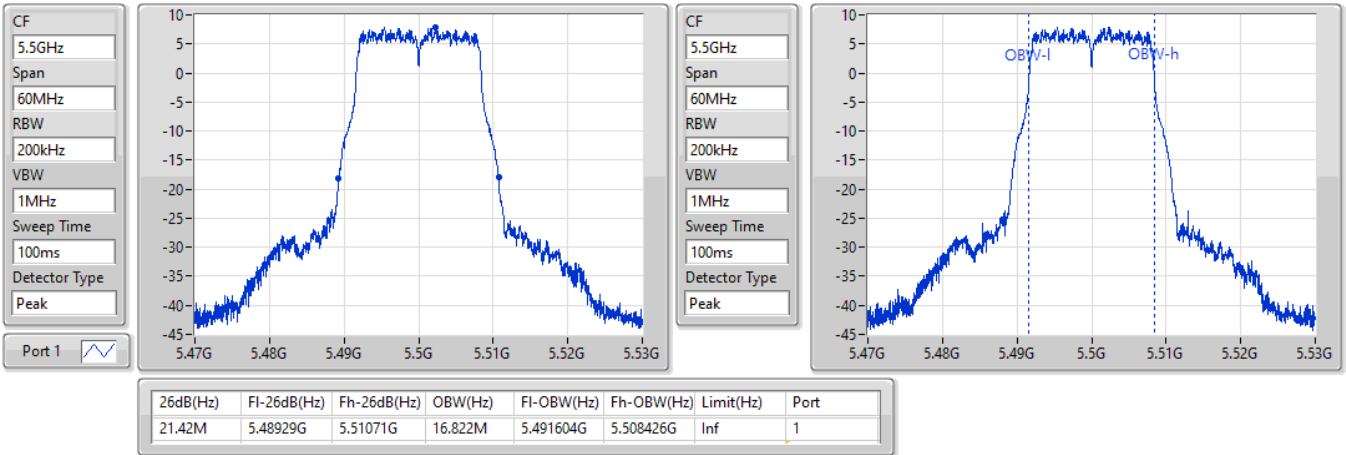 CF
5.5GHz
Span
60MHz
RBW
200kHz
VBW
1MHz
Sweep Time
100ms
Detector Type
Peak
Port 1
10
5
0
-5
-10
-15
-20
-25
-30
-35
-40
-45
5.47G 5.48G 5.49G 5.5G 5.51G 5.52G 5.53G
CF
5.5GHz
Span
60MHz
RBW
200kHz
VBW
1MHz
Sweep Time
100ms
Detector Type
Peak
10
5
0
-5
-10
-15
-20
-25
-30
-35
-40
-45
OBW-l OBW-h
5.47G 5.48G 5.49G 5.5G 5.51G 5.52G 5.53G
26dB(Hz) Fl-26dB(Hz) Fh-26dB(Hz) OBW(Hz) Fl-OBW(Hz) Fh-OBW(Hz) Limit(Hz) Port
21.42M 5.48929G 5.51071G 16.822M 5.491604G 5.508426G Inf 1